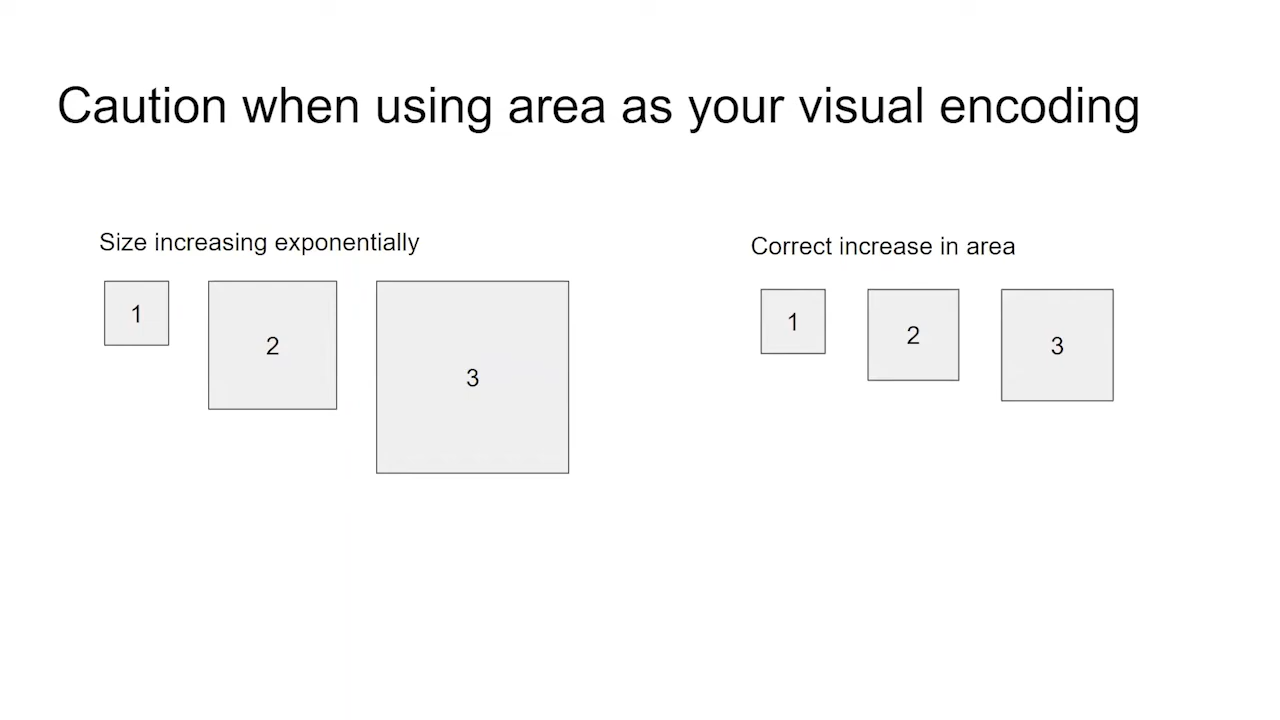 Caution when using area as your visual encoding
Size increasing exponentially
1
2
3
Correct increase in area
1
2
3